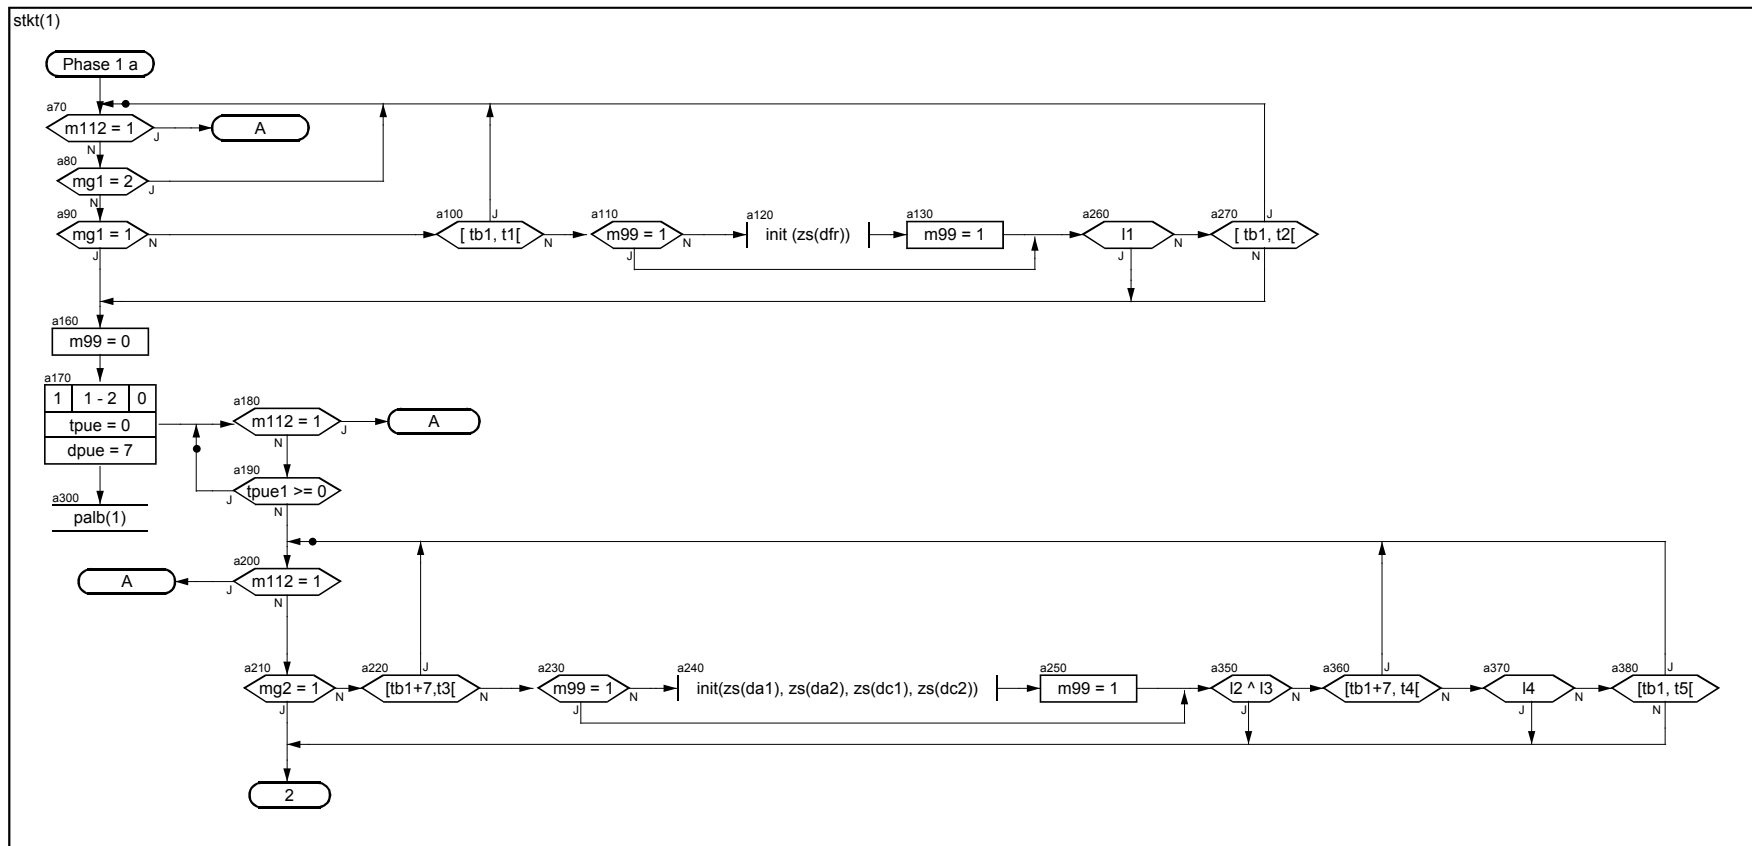 stkt(1)
Phase 1 a
a70
m112 = 1
J
A
N
a80
mg1 = 2
J
N
a90
mg1 = 1
N
J
a100
[ tb1, t1[
J
N
a110
m99 = 1
N
J
a120
init (zs(dfr))
a130
m99 = 1
a260
l1
N
J
a270
[ tb1, t2[
J
N
a160
m99 = 0
a170
1 1 - 2 0
tpue = 0
dpue = 7
a300
palb(1)
a180
m112 = 1
J
A
N
a190
tpue1 >= 0
J
N
a200
m112 = 1
J
A
N
a210
mg2 = 1
N
J
a220
[tb1+7,t3[
J
N
a230
m99 = 1
N
J
a240
init(zs(da1), zs(da2), zs(dc1), zs(dc2))
a250
m99 = 1
a350
l2 ^ l3
N
J
a360
[tb1+7, t4[
J
N
a370
l4
N
J
a380
[tb1, t5[
J
N
2